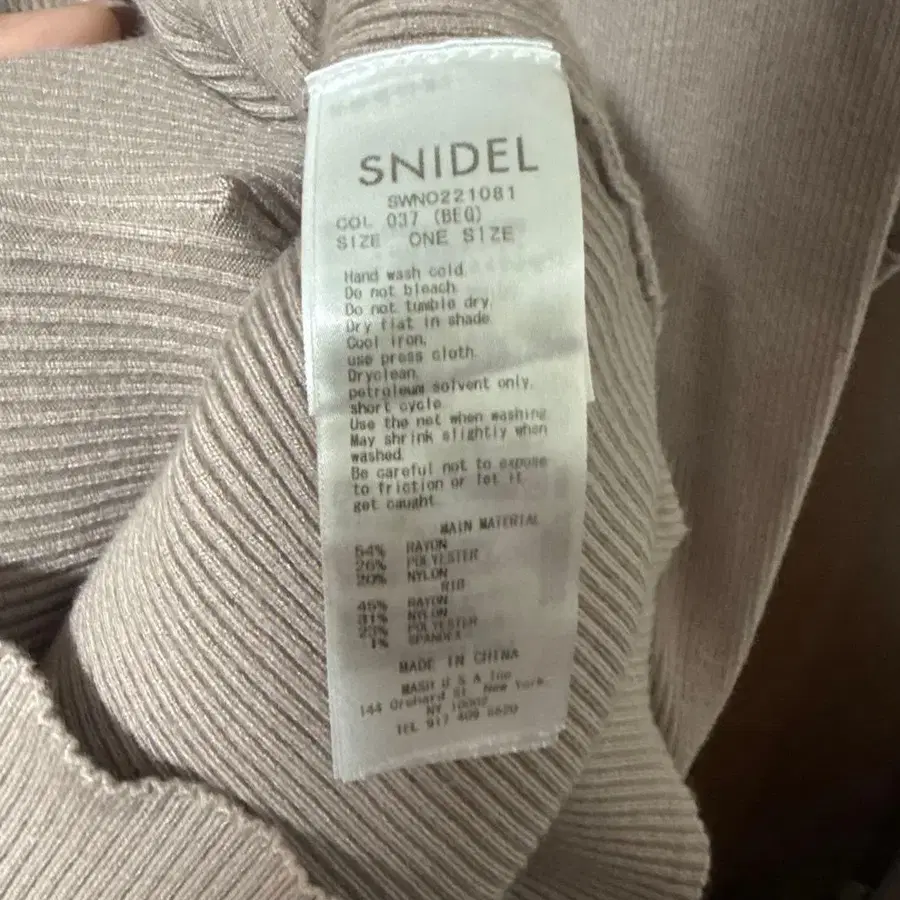 SNIDEL
SWNO221081
COL 037 (BEG)
SIZE ONE SIZE
Hand wash cold.
Do not bleach.
Do not tumble dry.
Dry flat in shade.
Cool iron,
use press cloth.
Dryclean,
petroleum solvent only,
short cycle.
Use the net when washing.
May shrink slightly when
washed.
Be careful not to expose
to friction or let it
get caught.
MAIN MATERIAL
54% RAYON
26% POLYESTER
20% NYLON
RIB
45% RAYON
31% NYLON
23% POLYESTER
1% SPANDEX
MADE IN CHINA
MASH U S A Inc
144 Orchard St. New York.
NY 10002
TEL 917 409 6620